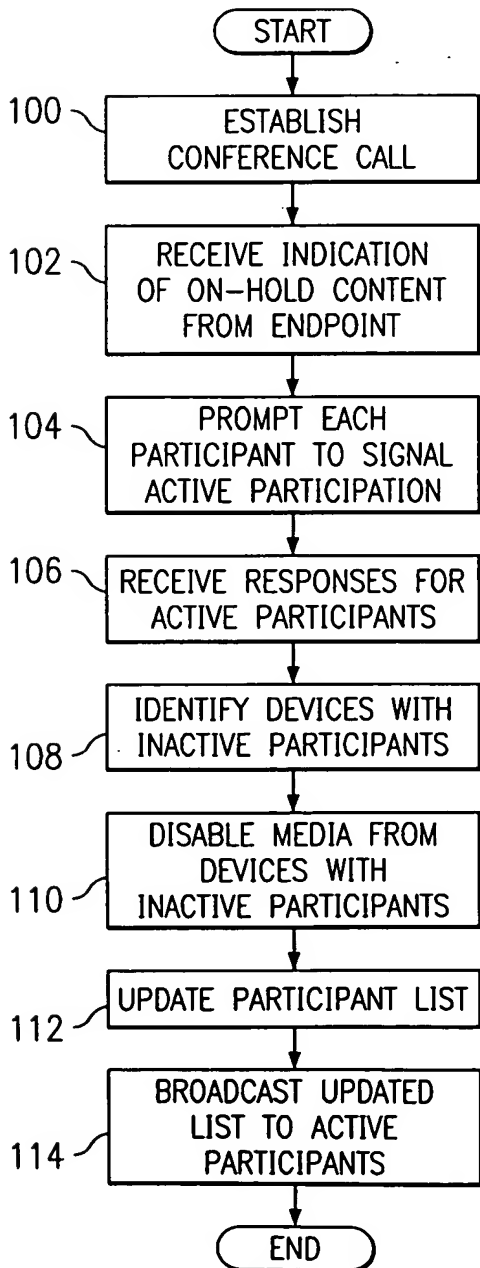 START
100
ESTABLISH
CONFERENCE CALL
102
RECEIVE INDICATION
OF ON-HOLD CONTENT
FROM ENDPOINT
104
PROMPT EACH
PARTICIPANT TO SIGNAL
ACTIVE PARTICIPATION
106
RECEIVE RESPONSES FOR
ACTIVE PARTICIPANTS
108
IDENTIFY DEVICES WITH
INACTIVE PARTICIPANTS
110
DISABLE MEDIA FROM
DEVICES WITH
INACTIVE PARTICIPANTS
112
UPDATE PARTICIPANT LIST
114
BROADCAST UPDATED
LIST TO ACTIVE
PARTICIPANTS
END